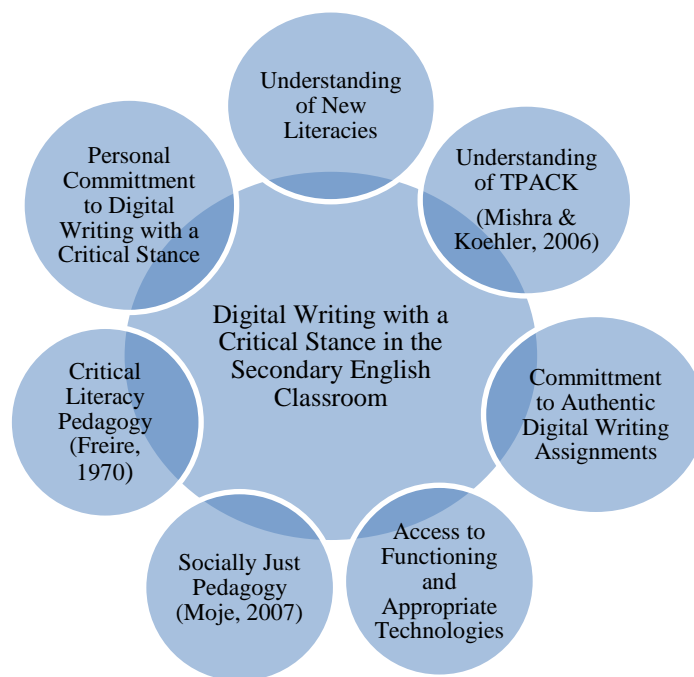 Understanding
of New
Literacies
Understanding
of TPACK
(Mishra &
Koehler, 2006)
Committment
to Authentic
Digital Writing
Assignments
Access to
Functioning
and
Appropriate
Technologies
Socially Just
Pedagogy
(Moje, 2007)
Critical
Literacy
Pedagogy
(Freire,
1970)
Personal
Committment
to Digital
Writing with a
Critical Stance
Digital Writing with a
Critical Stance in the
Secondary English
Classroom